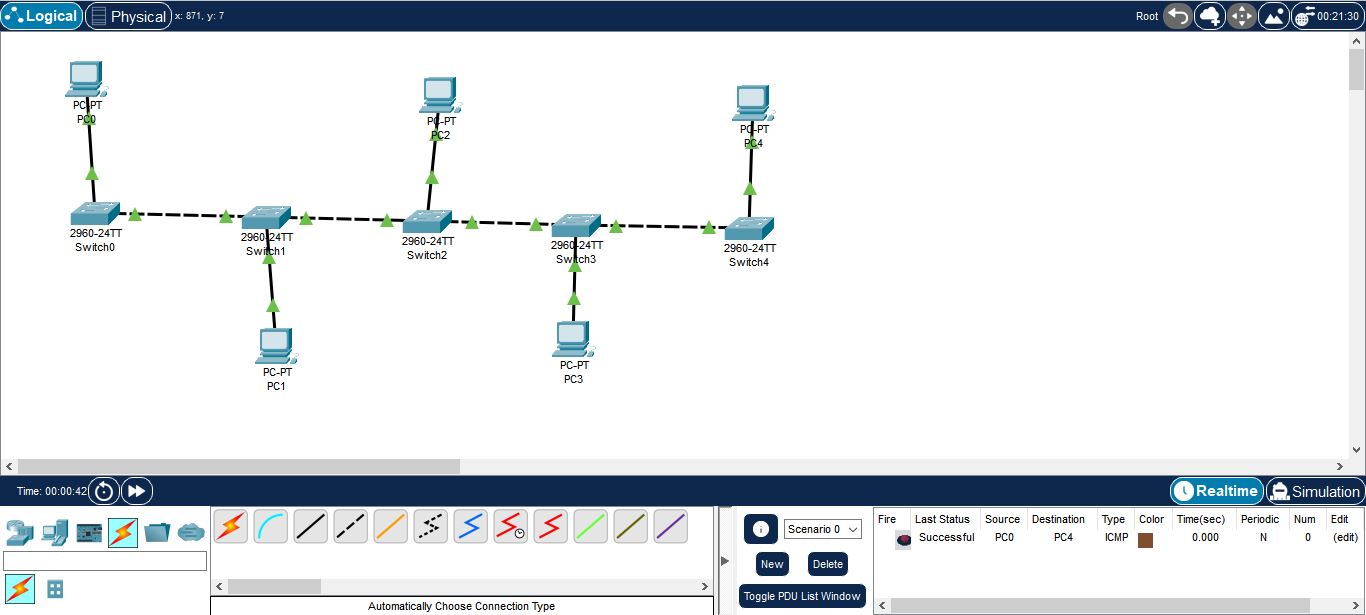 Logical Physical x: 871, y: 7 Root 00:21:30
PC-PT
PC0
PC-PT
PC2
PC-PT
PC4
2960-24TT
Switch0
2960-24TT
Switch1
2960-24TT
Switch2
2960-24TT
Switch3
2960-24TT
Switch4
PC-PT
PC1
PC-PT
PC3
Time: 00:00:42 Realtime Simulation
Scenario 0
New Delete
Toggle PDU List Window
Fire Last Status Source Destination Type Color Time(sec) Periodic Num Edit
Successful PC0 PC4 ICMP 0.000 N 0 (edit)
Automatically Choose Connection Type